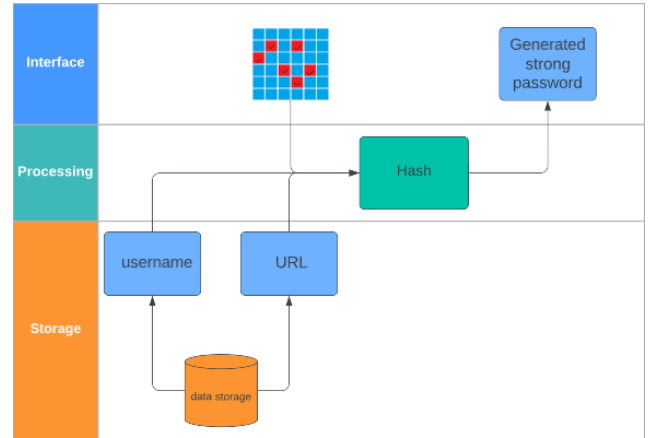 Interface
Generated
strong
password
Processing
Hash
username
URL
Storage
data storage